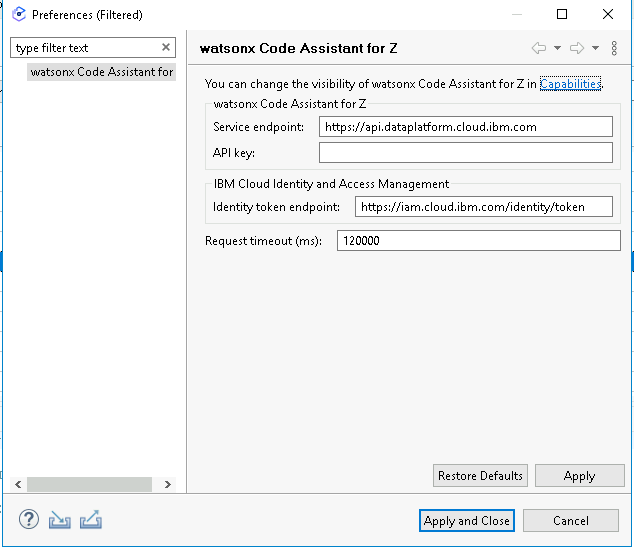 Preferences (Filtered)
type filter text
watsonx Code Assistant for
watsonx Code Assistant for Z
You can change the visibility of watsonx Code Assistant for Z in Capabilities.
watsonx Code Assistant for Z
Service endpoint: https://api.dataplatform.cloud.ibm.com
API key:
IBM Cloud Identity and Access Management
Identity token endpoint: https://iam.cloud.ibm.com/identity/token
Request timeout (ms): 120000
Restore Defaults Apply
Apply and Close Cancel